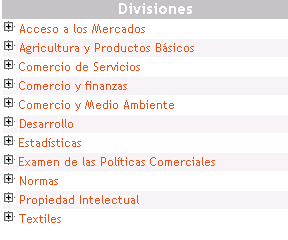 Divisiones
Acceso a los Mercados
Agricultura y Productos Básicos
Comercio de Servicios
Comercio y finanzas
Comercio y Medio Ambiente
Desarrollo
Estadísticas
Examen de las Políticas Comerciales
Normas
Propiedad Intelectual
Textiles